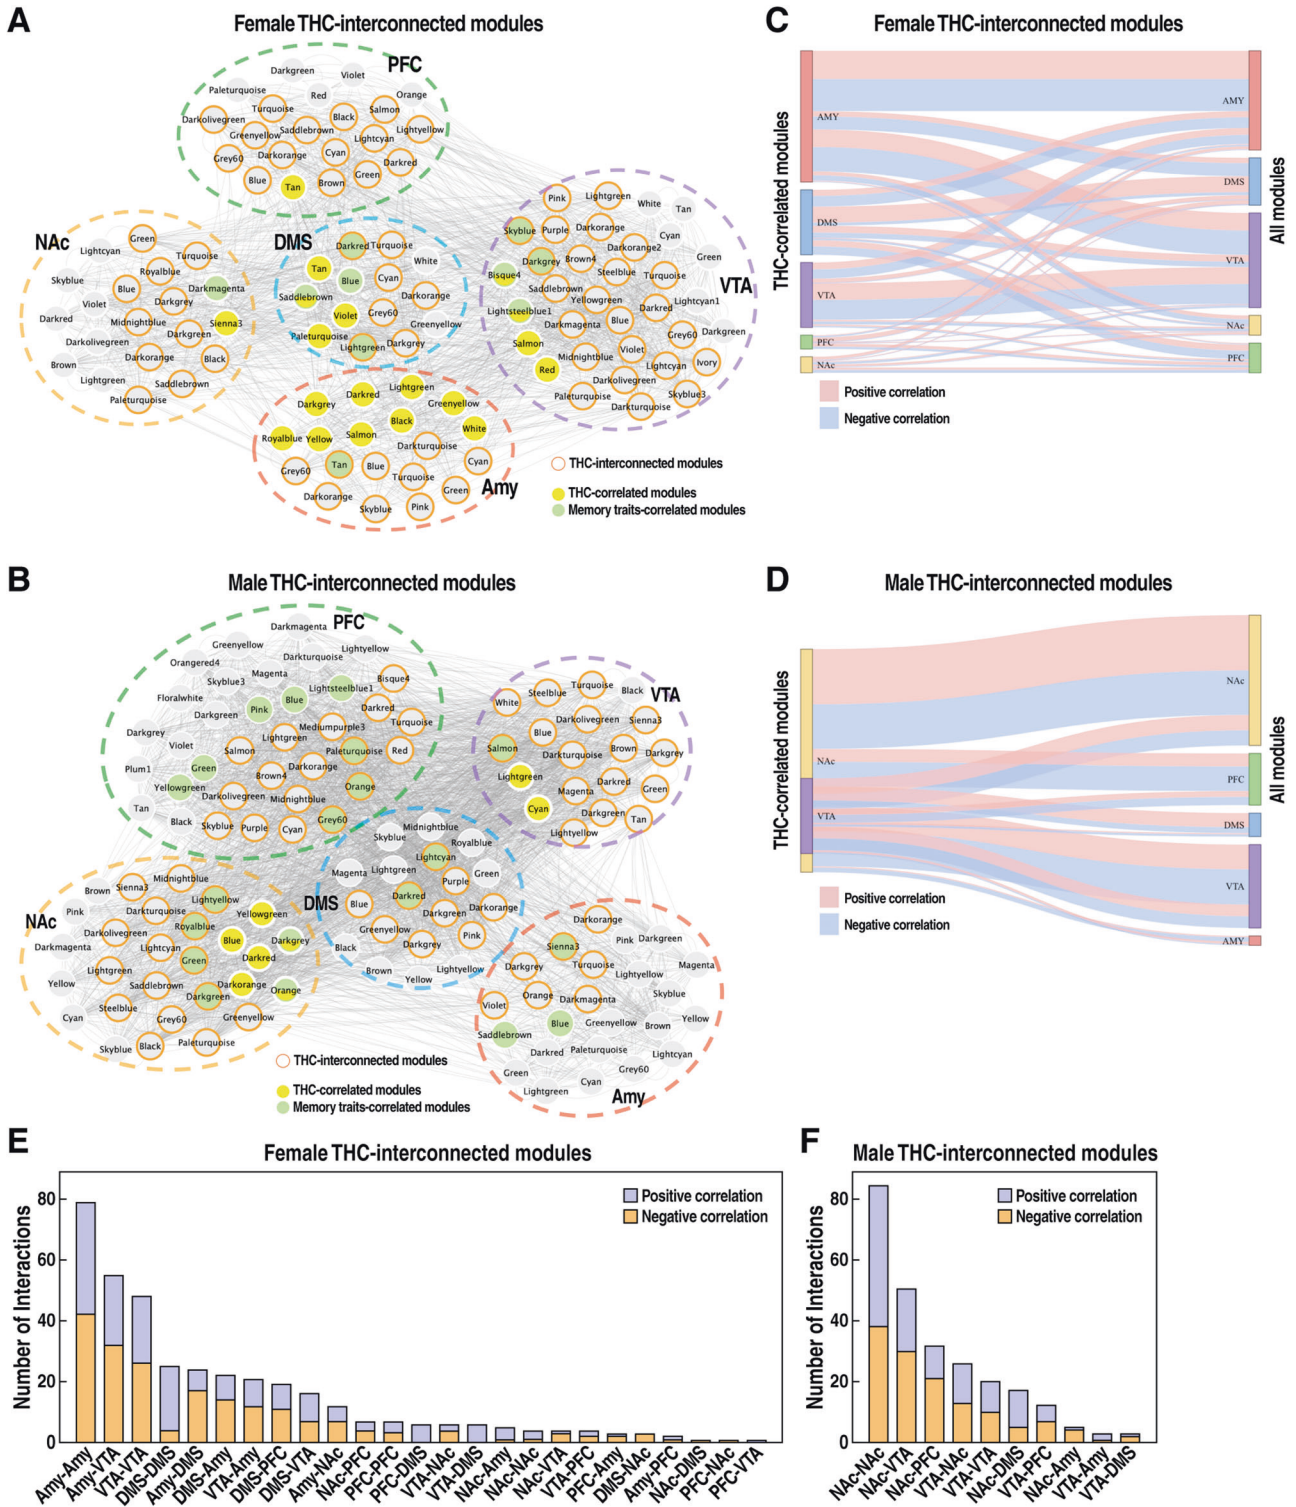 A
Female THC-interconnected modules
PFC
Darkgreen
Violet
Paleturquoise
Red
Orange
Turquoise
Black
Salmon
Darkolivegreen
Greenyellow
Saddlebrown
Lightcyan
Lightyellow
Grey60
Darkorange
Cyan
Darkred
Blue
Tan
Brown
Green
NAc
Green
Lightcyan
Turquoise
Skyblue
Royalblue
Blue
Darkmagenta
Violet
Darkgrey
Darkred
Midnightblue
Sienna3
Darkolivegreen
Darkgreen
Darkorange
Black
Brown
Lightgreen
Saddlebrown
Paleturquoise
DMS
Darkred
Turquoise
Tan
White
Blue
Cyan
Saddlebrown
Darkorange
Violet
Grey60
Greenyellow
Paleturquoise
Lightgreen
Darkgrey
VTA
Pink
Lightgreen
White
Tan
Skyblue
Purple
Darkorange
Cyan
Darkorange2
Green
Darkgrey
Brown4
Bisque4
Steelblue
Turquoise
Saddlebrown
Yellowgreen
Lightcyan1
Lightsteelblue1
Darkred
Darkmagenta
Blue
Darkgreen
Grey60
Salmon
Violet
Midnightblue
Red
Lightcyan
Ivory
Darkolivegreen
Paleturquoise
Skyblue3
Darkturquoise
Amy
Lightgreen
Darkred
Darkgrey
Greenyellow
Black
White
Royalblue
Yellow
Salmon
Darkturquoise
Grey60
Tan
Blue
Cyan
Turquoise
Darkorange
Green
Skyblue
Pink
THC-interconnected modules
THC-correlated modules
Memory traits-correlated modules
C
Female THC-interconnected modules
THC-correlated modules
AMY
DMS
VTA
PFC
NAc
AMY
DMS
VTA
NAc
PFC
All modules
Positive correlation
Negative correlation
B
Male THC-interconnected modules
PFC
Darkmagenta
Greenyellow
Lightyellow
Orangered4
Darkturquoise
Magenta
Skyblue3
Lightsteelblue1
Bisque4
Floralwhite
Blue
Pink
Darkred
Darkgreen
Mediumpurple3
Turquoise
Darkgrey
Lightgreen
Violet
Salmon
Paleturquoise
Red
Plum1
Green
Darkorange
Brown4
Yellowgreen
Orange
Darkolivegreen
Midnightblue
Tan
Black
Skyblue
Purple
Cyan
Grey60
VTA
Turquoise
Steelblue
Black
White
Darkolivegreen
Sienna3
Blue
Salmon
Darkturquoise
Brown
Darkgrey
Lightgreen
Darkred
Magenta
Green
Cyan
Darkgreen
Tan
Lightyellow
DMS
Midnightblue
Skyblue
Royalblue
Lightcyan
Magenta
Lightgreen
Green
Purple
Darkred
Blue
Darkgreen
Darkorange
Greenyellow
Pink
Darkgrey
Black
Brown
Yellow
Lightyellow
NAc
Midnightblue
Brown
Sienna3
Lightyellow
Pink
Darkturquoise
Yellowgreen
Royalblue
Darkolivegreen
Blue
Darkgrey
Darkmagenta
Lightcyan
Green
Darkred
Lightgreen
Yellow
Saddlebrown
Darkorange
Orange
Darkgreen
Steelblue
Cyan
Grey60
Greenyellow
Skyblue
Black
Paleturquoise
Amy
Darkorange
Sienna3
Pink
Darkgreen
Darkgrey
Turquoise
Magenta
Lightyellow
Violet
Orange
Darkmagenta
Skyblue
Saddlebrown
Blue
Greenyellow
Brown
Yellow
Darkred
Paleturquoise
Lightcyan
Green
Grey60
Cyan
Lightgreen
THC-interconnected modules
THC-correlated modules
Memory traits-correlated modules
D
Male THC-interconnected modules
THC-correlated modules
NAc
VTA
NAc
PFC
DMS
VTA
AMY
All modules
Positive correlation
Negative correlation
E
Female THC-interconnected modules
Number of Interactions
80
60
40
20
0
Positive correlation
Negative correlation
Amy-Amy
Amy-VTA
VTA-VTA
DMS-DMS
Amy-DMS
DMS-Amy
VTA-Amy
DMS-PFC
DMS-VTA
Amy-NAc
NAc-PFC
PFC-PFC
PFC-DMS
VTA-NAc
VTA-DMS
NAc-Amy
NAc-NAc
NAc-VTA
VTA-PFC
PFC-Amy
DMS-NAc
Amy-PFC
NAc-DMS
PFC-NAc
PFC-VTA
F
Male THC-interconnected modules
Number of Interactions
80
60
40
20
0
Positive correlation
Negative correlation
NAc-NAc
NAc-VTA
NAc-PFC
VTA-NAc
VTA-VTA
NAc-DMS
VTA-PFC
NAc-Amy
VTA-Amy
VTA-DMS